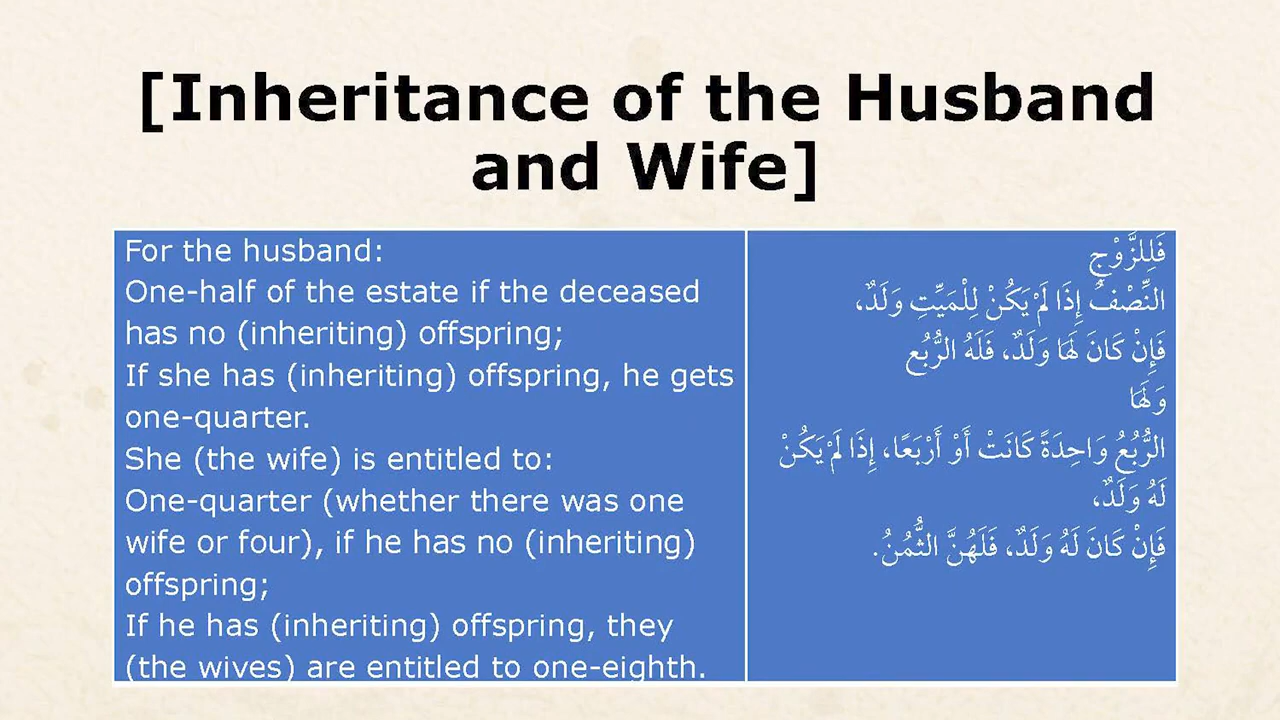 [Inheritance of the Husband
and Wife]
For the husband:
One-half of the estate if the deceased
has no (inheriting) offspring;
If she has (inheriting) offspring, he gets
one-quarter.
She (the wife) is entitled to:
One-quarter (whether there was one
wife or four), if he has no (inheriting)
offspring;
If he has (inheriting) offspring, they
(the wives) are entitled to one-eighth.
فَلِلزَّوْجِ
النِّصْفُ إِذَا لَمْ يَكُنْ لِلْمَيِّتِ وَلَدٌ،
فَإِنْ كَانَ لَهَا وَلَدٌ، فَلَهُ الرُّبُع
وَلَهَا
الرُّبُعُ وَاحِدَةً كَانَتْ أَوْ أَرْبَعًا، إِذَا لَمْ يَكُنْ
لَهُ وَلَدٌ،
فَإِنْ كَانَ لَهُ وَلَدٌ، فَلَهُنَّ الثُّمُنُ.